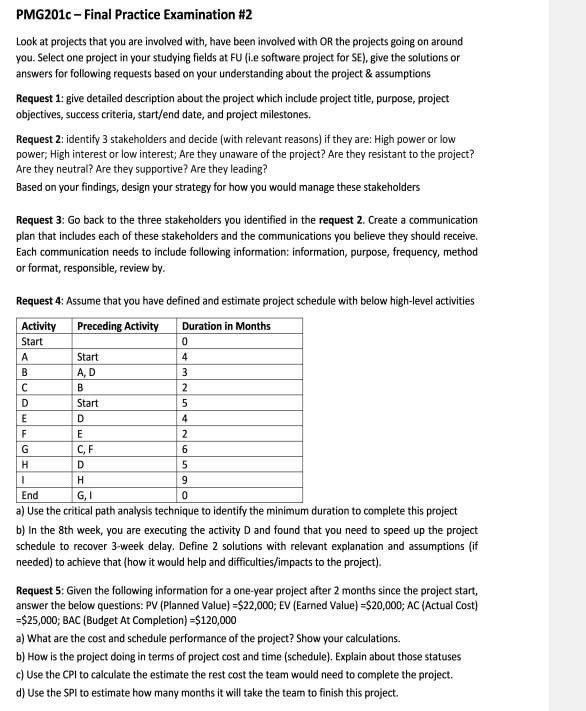 PMG201c – Final Practice Examination #2
Look at projects that you are involved with, have been involved with OR the projects going on around
you. Select one project in your studying fields at FU (i.e software project for SE), give the solutions or
answers for following requests based on your understanding about the project & assumptions
Request 1: give detailed description about the project which include project title, purpose, project
objectives, success criteria, start/end date, and project milestones.
Request 2: identify 3 stakeholders and decide (with relevant reasons) if they are: High power or low
power; High interest or low interest; Are they unaware of the project? Are they resistant to the project?
Are they neutral? Are they supportive? Are they leading?
Based on your findings, design your strategy for how you would manage these stakeholders
Request 3: Go back to the three stakeholders you identified in the request 2. Create a communication
plan that includes each of these stakeholders and the communications you believe they should receive.
Each communication needs to include following information: information, purpose, frequency, method
or format, responsible, review by.
Request 4: Assume that you have defined and estimate project schedule with below high-level activities
Activity Preceding Activity Duration in Months
Start 0
A Start 4
B A, D 3
C B 2
D Start 5
E D 4
F E 2
G C, F 6
H D 5
I H 9
End G, I 0
a) Use the critical path analysis technique to identify the minimum duration to complete this project
b) In the 8th week, you are executing the activity D and found that you need to speed up the project
schedule to recover 3-week delay. Define 2 solutions with relevant explanation and assumptions (if
needed) to achieve that (how it would help and difficulties/impacts to the project).
Request 5: Given the following information for a one-year project after 2 months since the project start,
answer the below questions: PV (Planned Value) =$22,000; EV (Earned Value) =$20,000; AC (Actual Cost)
=$25,000; BAC (Budget At Completion) =$120,000
a) What are the cost and schedule performance of the project? Show your calculations.
b) How is the project doing in terms of project cost and time (schedule). Explain about those statuses
c) Use the CPI to calculate the estimate the rest cost the team would need to complete the project.
d) Use the SPI to estimate how many months it will take the team to finish this project.